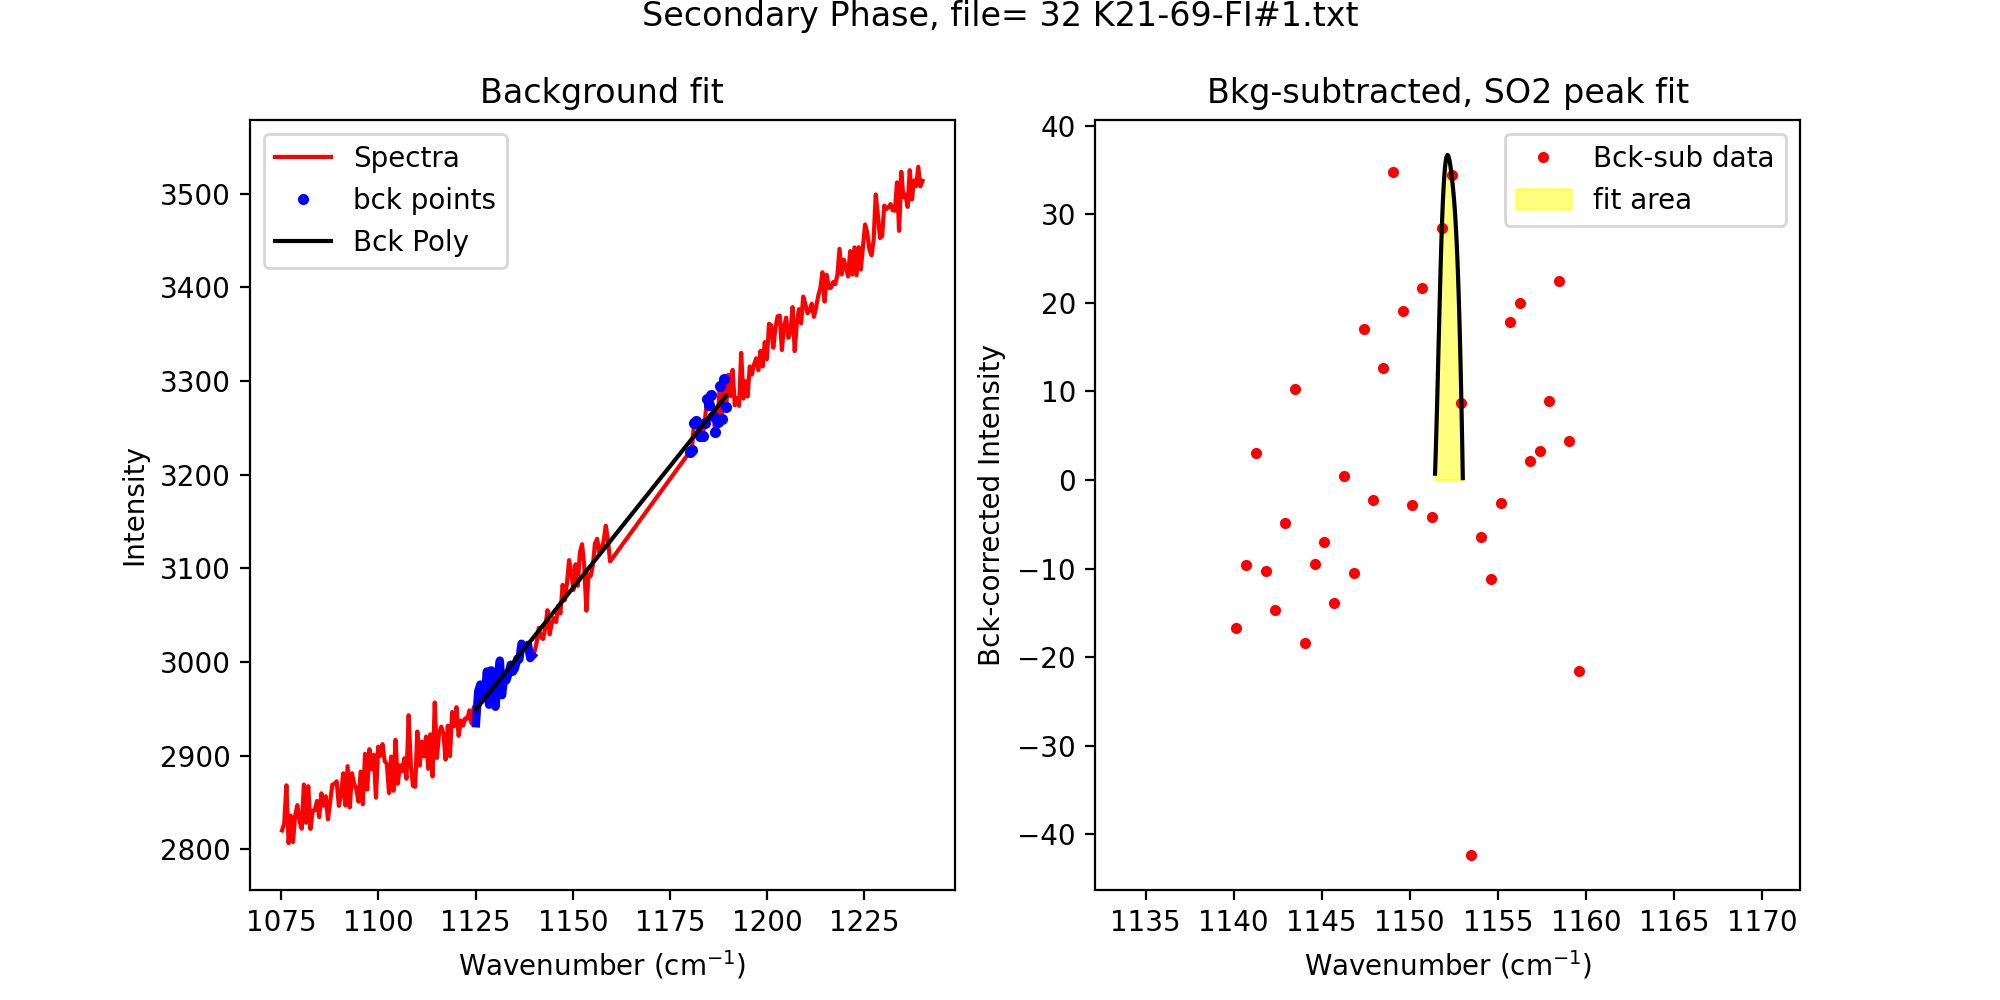 Secondary Phase, file= 32 K21-69-FI#1.txt
Background fit
Spectra
bck points
Bck Poly
3500
3400
3300
3200
3100
3000
2900
2800
Intensity
1075 1100 1125 1150 1175 1200 1225
Wavenumber (cm⁻¹)
Bkg-subtracted, SO2 peak fit
Bck-sub data
fit area
40
30
20
10
0
−10
−20
−30
−40
Bck-corrected Intensity
1135 1140 1145 1150 1155 1160 1165 1170
Wavenumber (cm⁻¹)